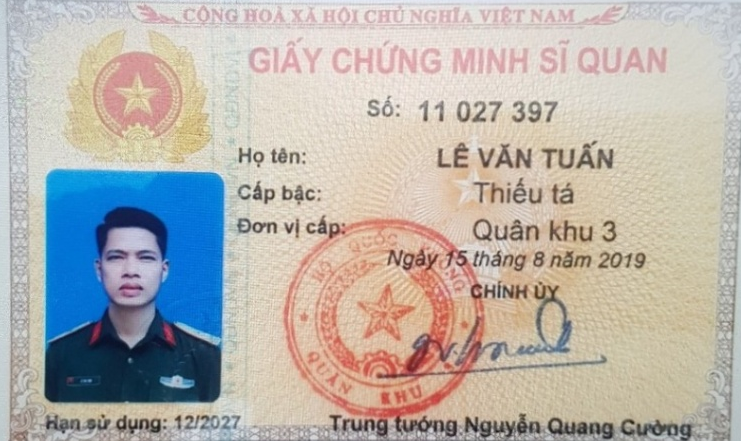 CỘNG HOÀ XÃ HỘI CHỦ NGHĨA VIỆT NAM
GIẤY CHỨNG MINH SĨ QUAN
Số: 11 027 397
Họ tên: LÊ VĂN TUẤN
Cấp bậc: Thiếu tá
Đơn vị cấp: Quân khu 3
Ngày 15 tháng 8 năm 2019
CHÍNH ỦY
BỘ QUỐC PHÒNG
QUÂN KHU
Hạn sử dụng: 12/2027
Trung tướng Nguyễn Quang Cường